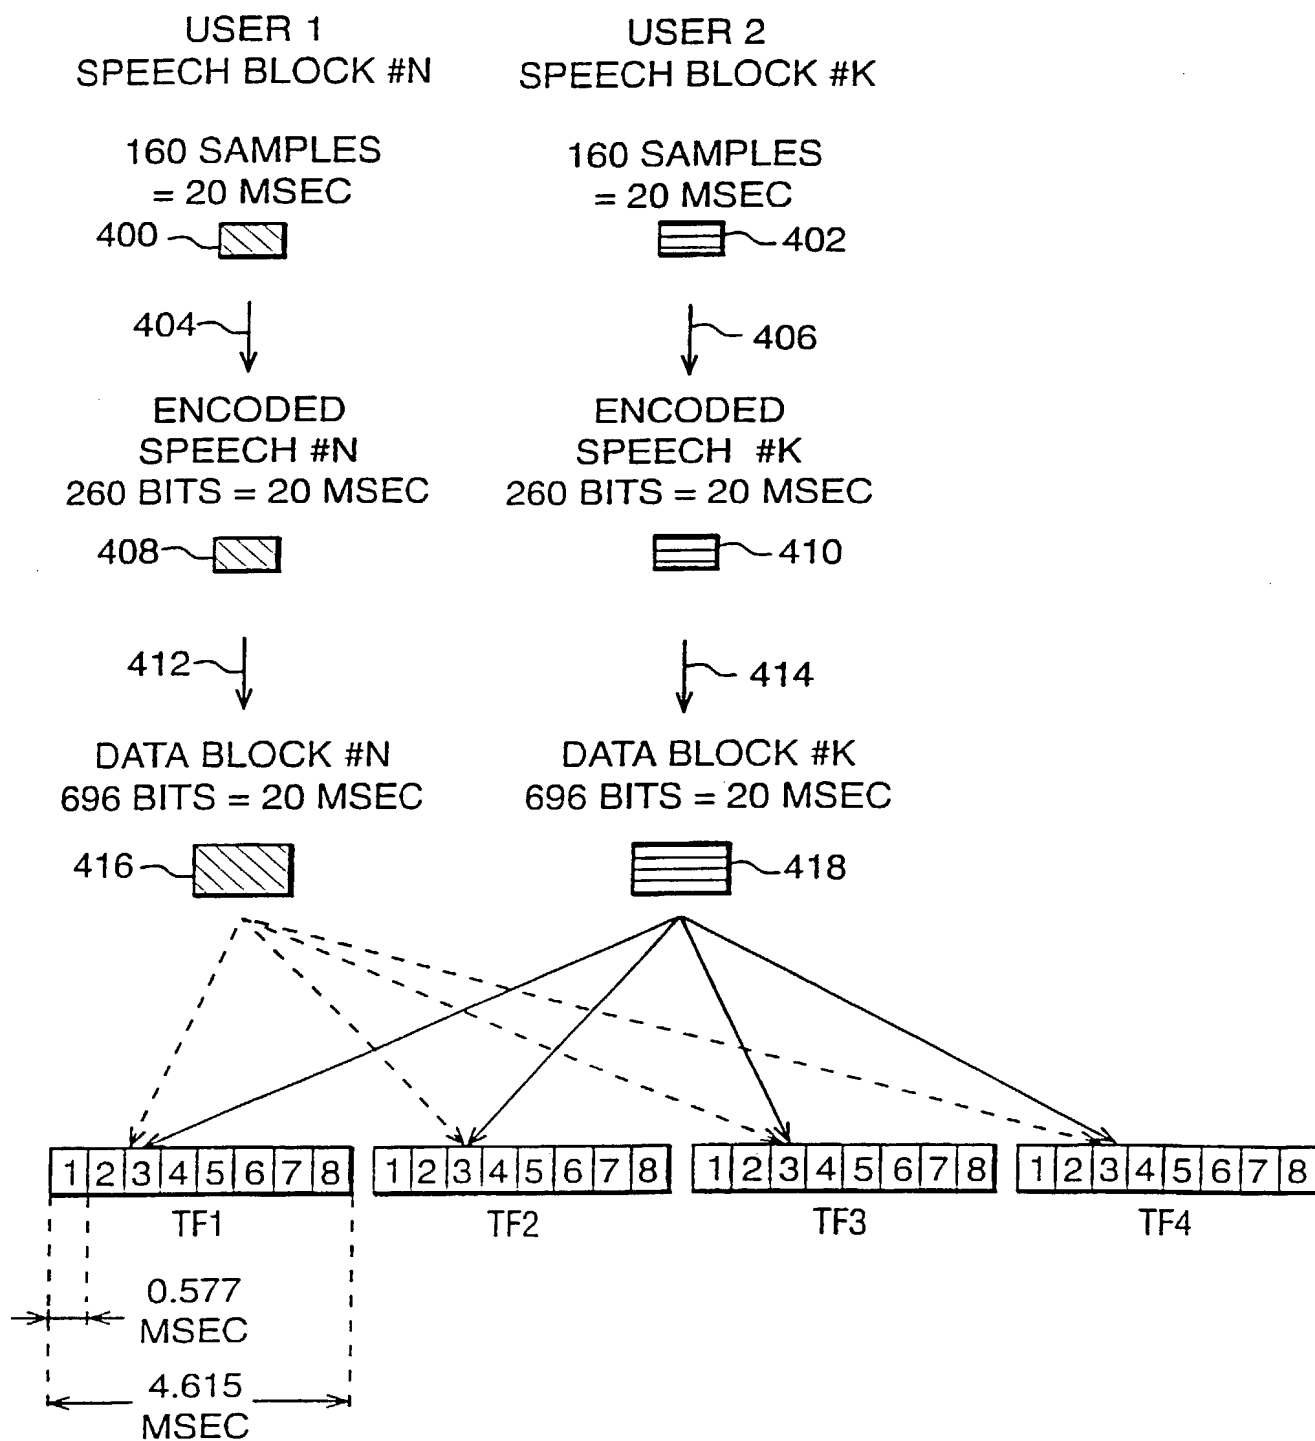 USER 1
SPEECH BLOCK #N
USER 2
SPEECH BLOCK #K
160 SAMPLES
= 20 MSEC
160 SAMPLES
= 20 MSEC
400
402
404
406
ENCODED
SPEECH #N
260 BITS = 20 MSEC
ENCODED
SPEECH #K
260 BITS = 20 MSEC
408
410
412
414
DATA BLOCK #N
696 BITS = 20 MSEC
DATA BLOCK #K
696 BITS = 20 MSEC
416
418
1 2 3 4 5 6 7 8
1 2 3 4 5 6 7 8
1 2 3 4 5 6 7 8
1 2 3 4 5 6 7 8
TF1
TF2
TF3
TF4
0.577
MSEC
4.615
MSEC